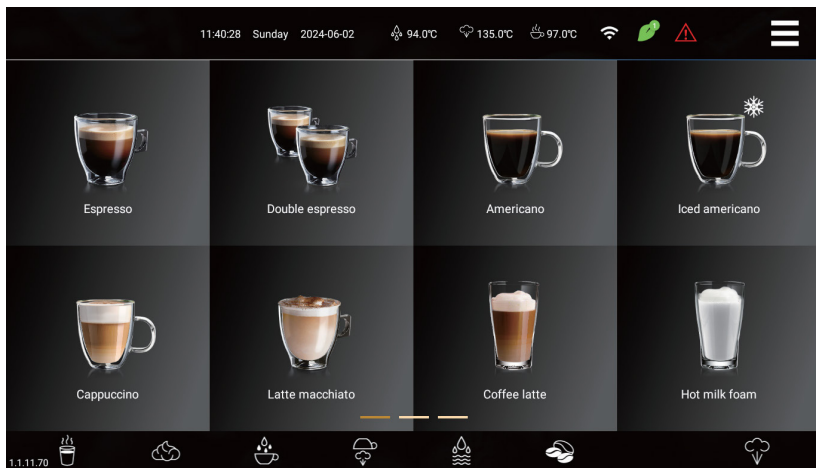 11:40:28 Sunday 2024-06-02 94.0℃ 135.0℃ 97.0℃ 1
Espresso Double espresso Americano Iced americano
Cappuccino Latte macchiato Coffee latte Hot milk foam
1.1.11.70